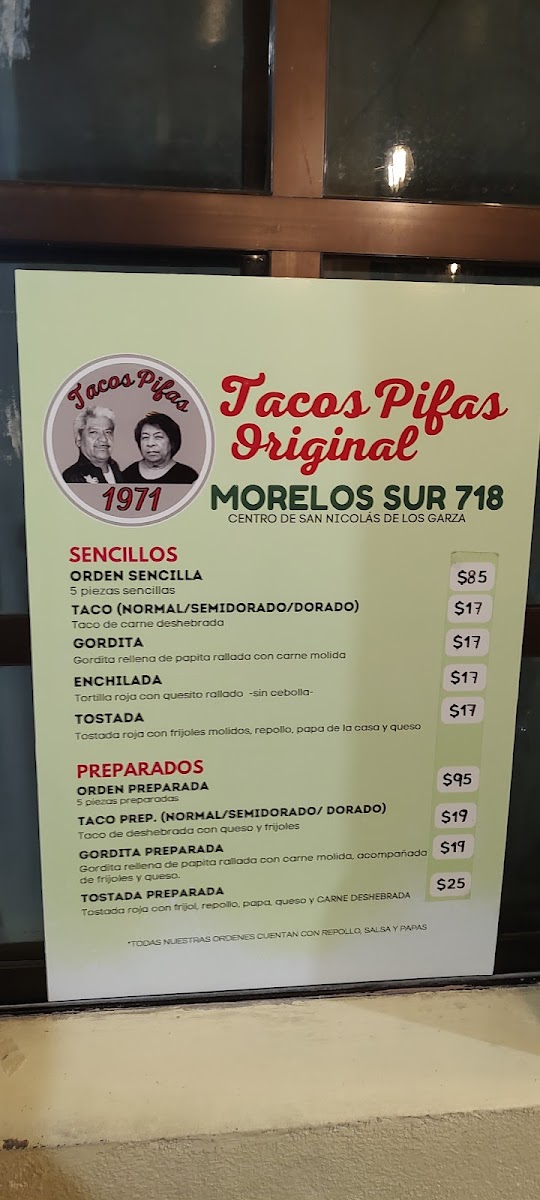 Tacos Pifas
1971
Tacos Pifas
Original
MORELOS SUR 718
CENTRO DE SAN NICOLÁS DE LOS GARZA
SENCILLOS
ORDEN SENCILLA $85
5 piezas sencillas
TACO (NORMAL/SEMIDORADO/DORADO) $17
Taco de carne deshebrada
GORDITA $17
Gordita rellena de papita rallada con carne molida
ENCHILADA $17
Tortilla roja con quesito rallado -sin cebolla-
TOSTADA $17
Tostada roja con frijoles molidos, repollo, papa de la casa y queso
PREPARADOS
ORDEN PREPARADA $95
5 piezas preparadas
TACO PREP. (NORMAL/SEMIDORADO/ DORADO) $19
Taco de deshebrada con queso y frijoles
GORDITA PREPARADA $19
Gordita rellena de papita rallada con carne molida, acompañada
de frijoles y queso.
TOSTADA PREPARADA $25
Tostada roja con frijol, repollo, papa, queso y CARNE DESHEBRADA
*TODAS NUESTRAS ORDENES CUENTAN CON REPOLLO, SALSA Y PAPAS